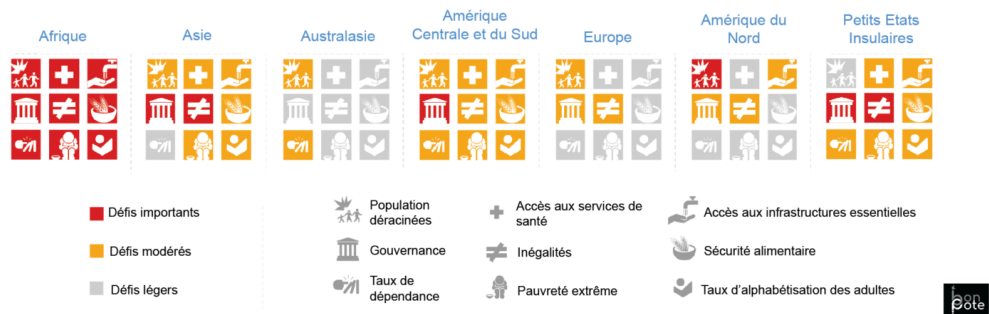 Afrique
Asie
Australasie
Amérique
Centrale et du Sud
Europe
Amérique du
Nord
Petits Etats
Insulaires
Défis importants
Défis modérés
Défis légers
Population
déracinées
Gouvernance
Taux de
dépendance
Accès aux services de
santé
Inégalités
Pauvreté extrême
Accès aux infrastructures essentielles
Sécurité alimentaire
Taux d'alphabétisation des adultes
bon
pote